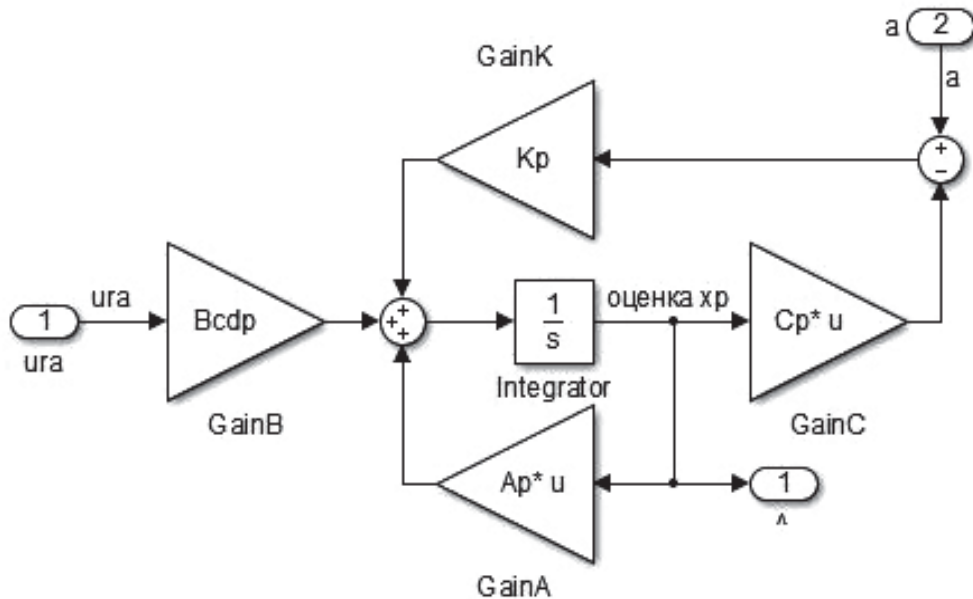 2
a
a
GainK
Kp
+
−
ura
1
ura
Bcdp
GainB
+
+
+
1
s
Integrator
оценка xp
Cp* u
GainC
Ap* u
GainA
1
^